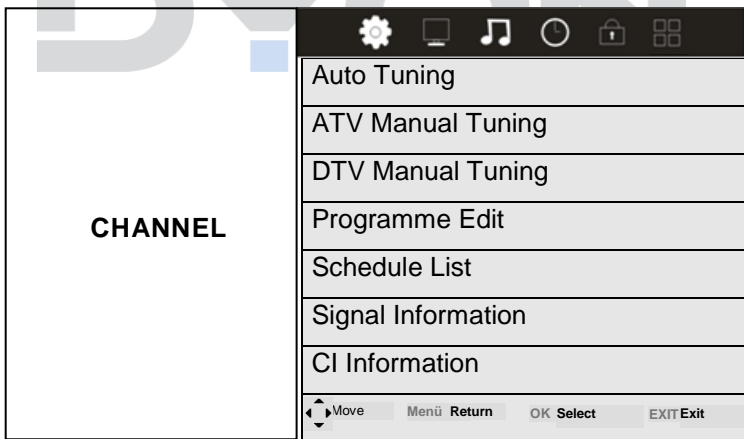 CHANNEL
Auto Tuning
ATV Manual Tuning
DTV Manual Tuning
Programme Edit
Schedule List
Signal Information
CI Information
Move Menü Return OK Select EXIT Exit